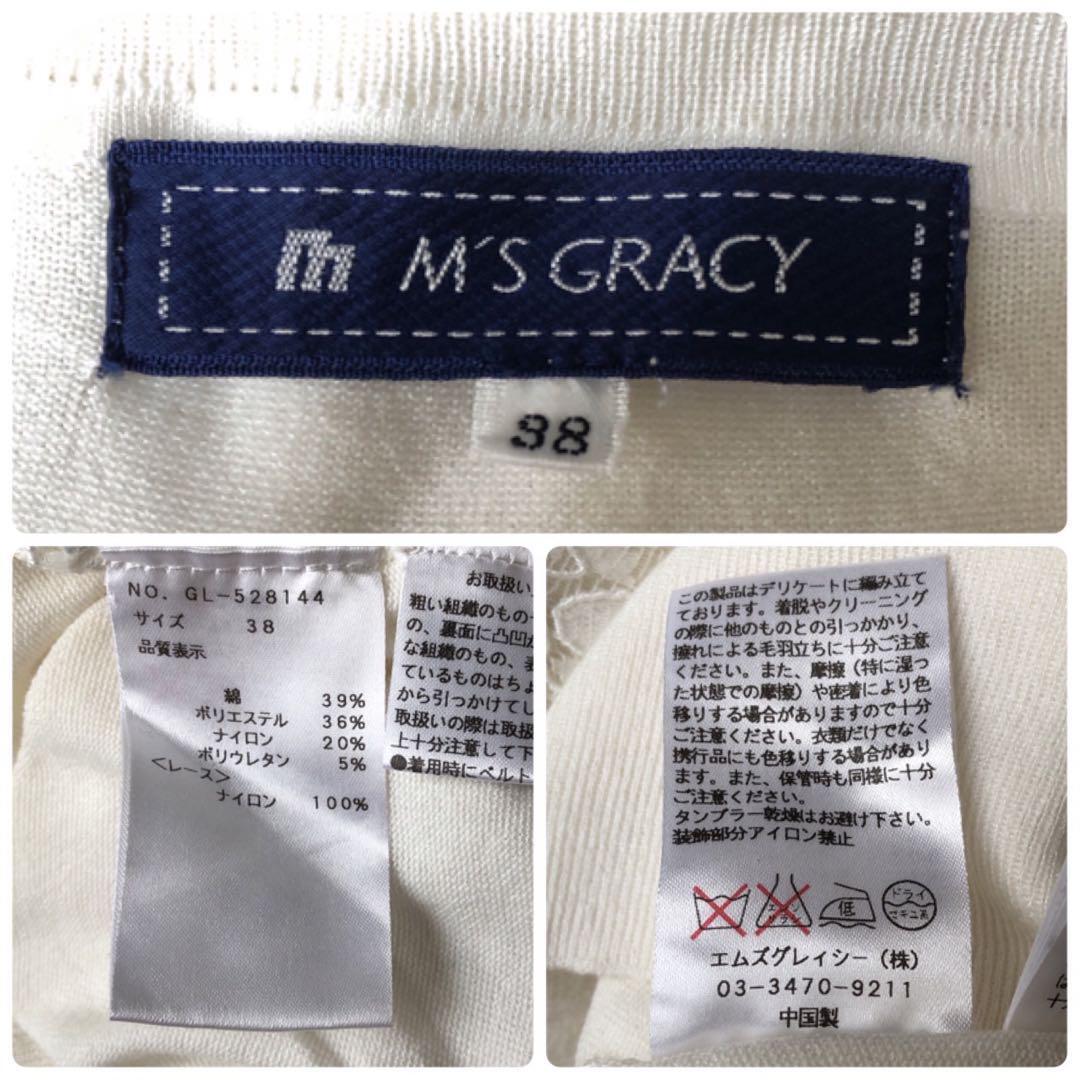 M'S GRACY
38
NO. GL-528144
サイズ 38
品質表示
綿 39%
ポリエステル 36%
ナイロン 20%
ポリウレタン 5%
<レース>
ナイロン 100%
お取扱い
粗い組織のもの
の、裏面に凸凹が
な組織のもの、表
ているものはちょ
から引っかけてし
取扱いの際は取扱
上十分注意して下
●着用時にベルト
この製品はデリケートに編み立て
ております。着脱やクリーニング
の際に他のものとの引っかかり、
擦れによる毛羽立ちに十分ご注意
ください。また、摩擦（特に湿っ
た状態での摩擦）や密着により色
移りする場合がありますので十分
ご注意ください。衣類だけでなく
携行品にも色移りする場合があり
ます。また、保管時も同様に十分
ご注意ください。
タンブラー乾燥はお避け下さい。
装飾部分アイロン禁止
エンソ
サラシ
低
ドライ
セキユ系
エムズグレイシー（株）
03-3470-9211
中国製